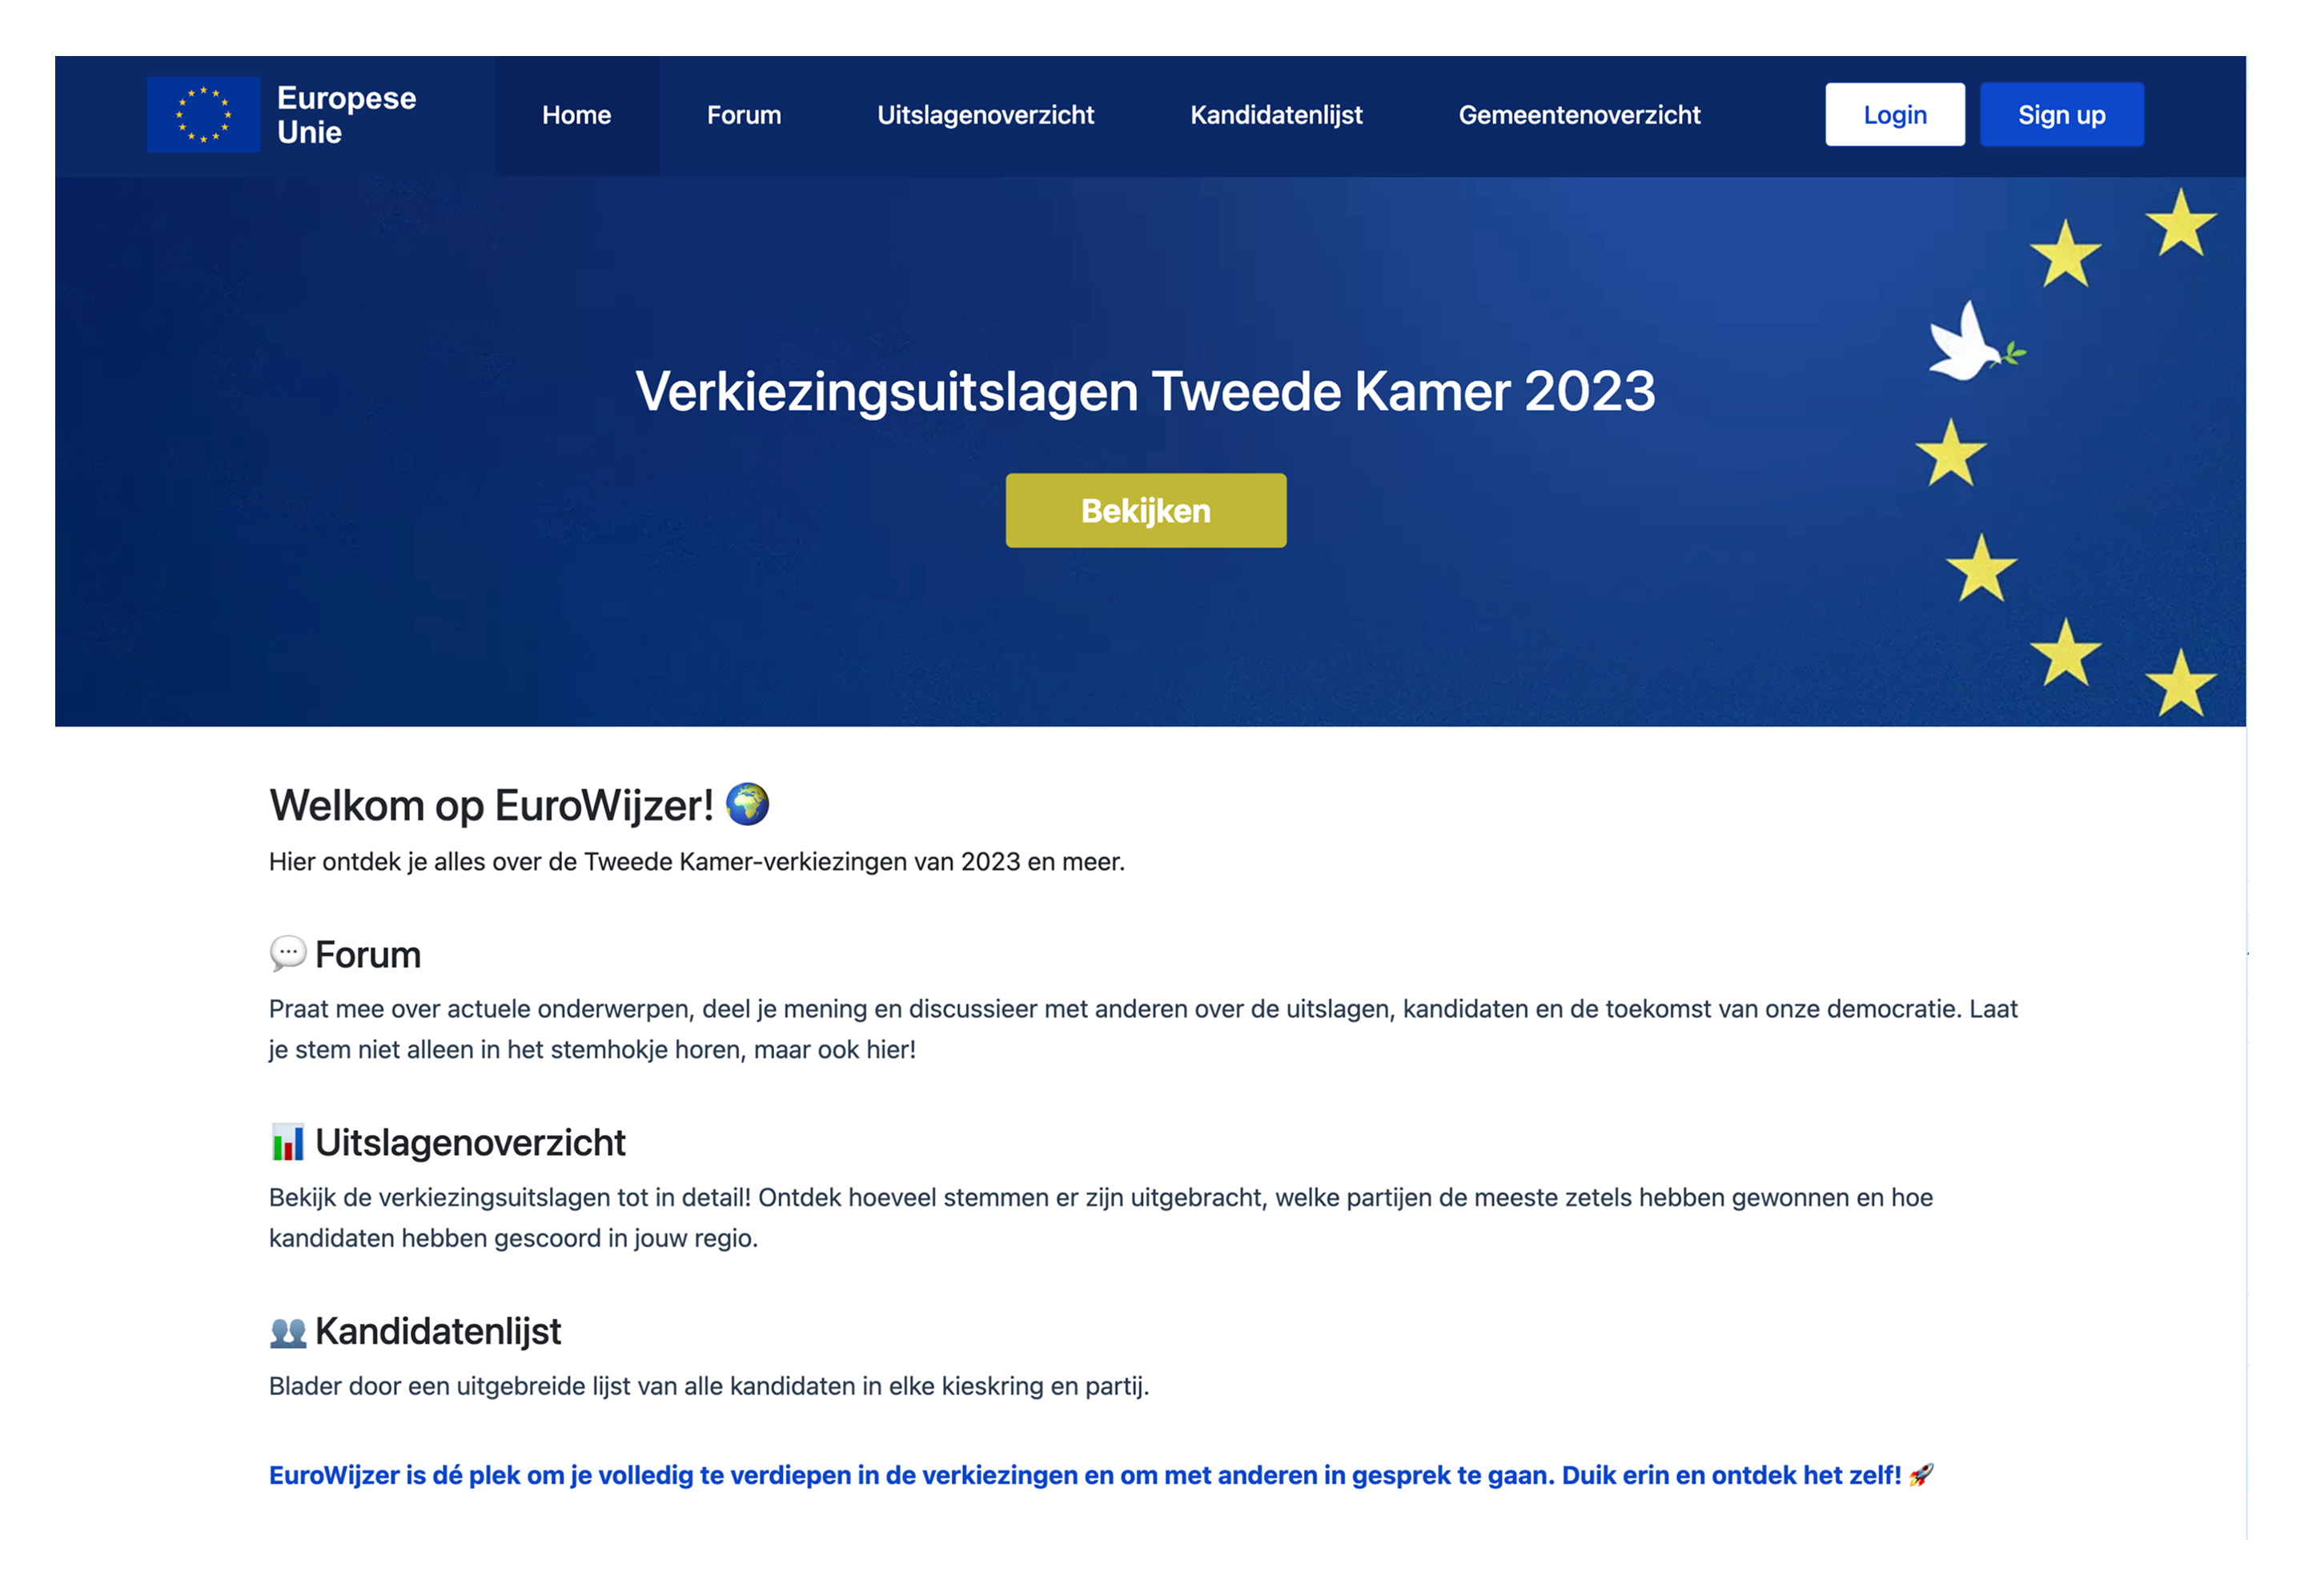 Europese
Unie
Home
Forum
Uitslagenoverzicht
Kandidatenlijst
Gemeentenoverzicht
Login
Sign up
Verkiezingsuitslagen Tweede Kamer 2023
Bekijken
Welkom op EuroWijzer! 🌍
Hier ontdek je alles over de Tweede Kamer-verkiezingen van 2023 en meer.
💬 Forum
Praat mee over actuele onderwerpen, deel je mening en discussieer met anderen over de uitslagen, kandidaten en de toekomst van onze democratie. Laat
je stem niet alleen in het stemhokje horen, maar ook hier!
📊 Uitslagenoverzicht
Bekijk de verkiezingsuitslagen tot in detail! Ontdek hoeveel stemmen er zijn uitgebracht, welke partijen de meeste zetels hebben gewonnen en hoe
kandidaten hebben gescoord in jouw regio.
👥 Kandidatenlijst
Blader door een uitgebreide lijst van alle kandidaten in elke kieskring en partij.
EuroWijzer is dé plek om je volledig te verdiepen in de verkiezingen en om met anderen in gesprek te gaan. Duik erin en ontdek het zelf! 🚀